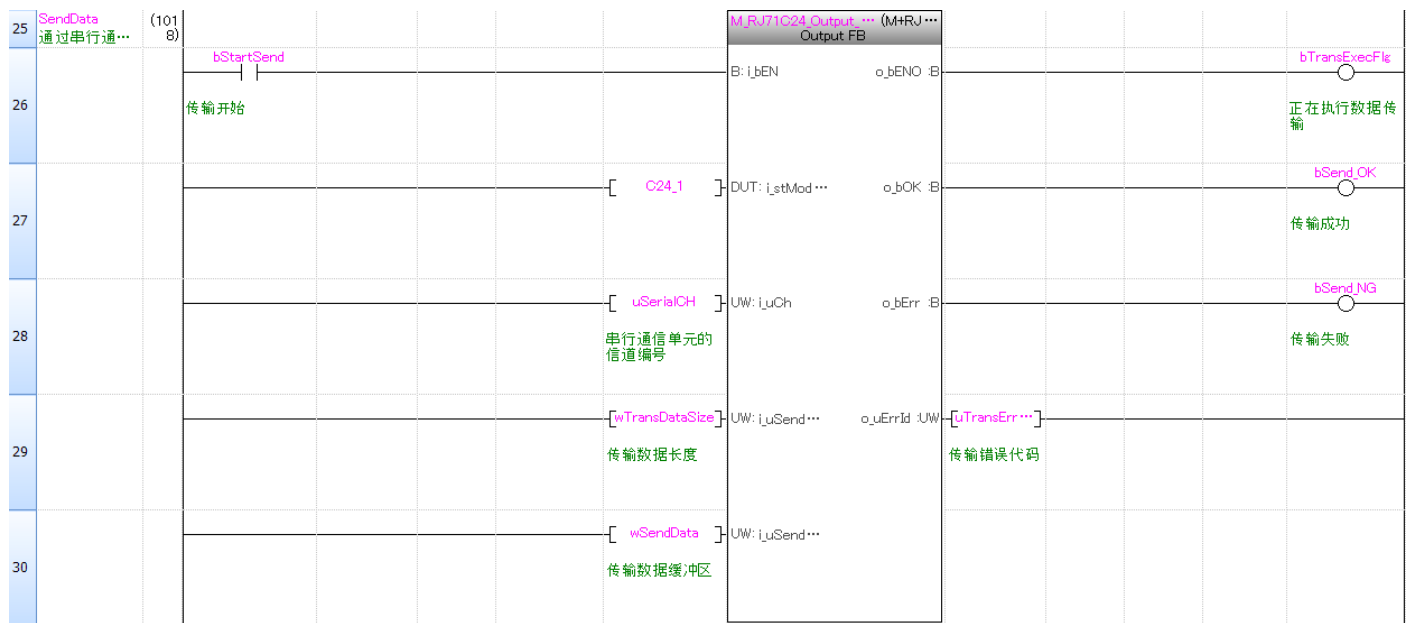 25
SendData
通过串行通…
(101
8)
M_RJ71C24_Output_… (M+RJ…
Output FB
26
bStartSend
传输开始
B: i_bEN
o_bENO :B
bTransExecFlg
正在执行数据传
输
27
C24_1
DUT: i_stMod…
o_bOK :B
bSend_OK
传输成功
28
uSerialCH
串行通信单元的
信道编号
UW: i_uCh
o_bErr :B
bSend_NG
传输失败
29
wTransDataSize
传输数据长度
UW: i_uSend…
o_uErrId :UW
uTransErr…
传输错误代码
30
wSendData
传输数据缓冲区
UW: i_uSend…